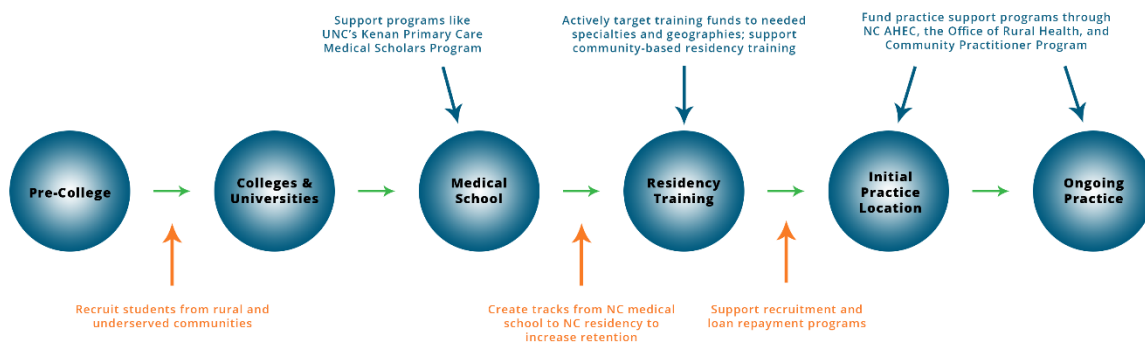 Support programs like
UNC's Kenan Primary Care
Medical Scholars Program
Actively target training funds to needed
specialties and geographies; support
community-based residency training
Fund practice support programs through
NC AHEC, the Office of Rural Health, and
Community Practitioner Program
Pre-College
Colleges &
Universities
Medical
School
Residency
Training
Initial
Practice
Location
Ongoing
Practice
Recruit students from rural and
underserved communities
Create tracks from NC medical
school to NC residency to
increase retention
Support recruitment and
loan repayment programs